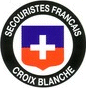 SECOURISTES FRANÇAIS
CROIX BLANCHE